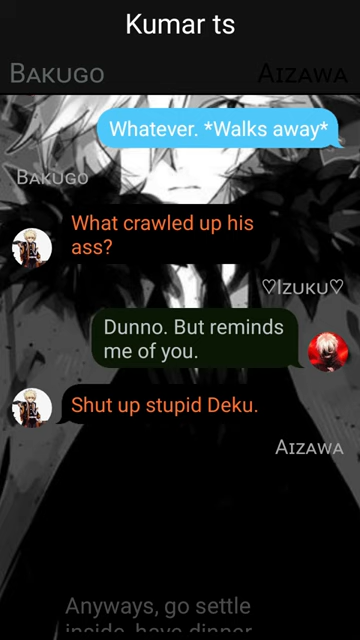 Kumar ts
Bakugo
Aizawa
Whatever. *Walks away*
Bakugo
What crawled up his
ass?
♡Izuku♡
Dunno. But reminds
me of you.
Shut up stupid Deku.
Aizawa
Anyways, go settle
inside, have dinner